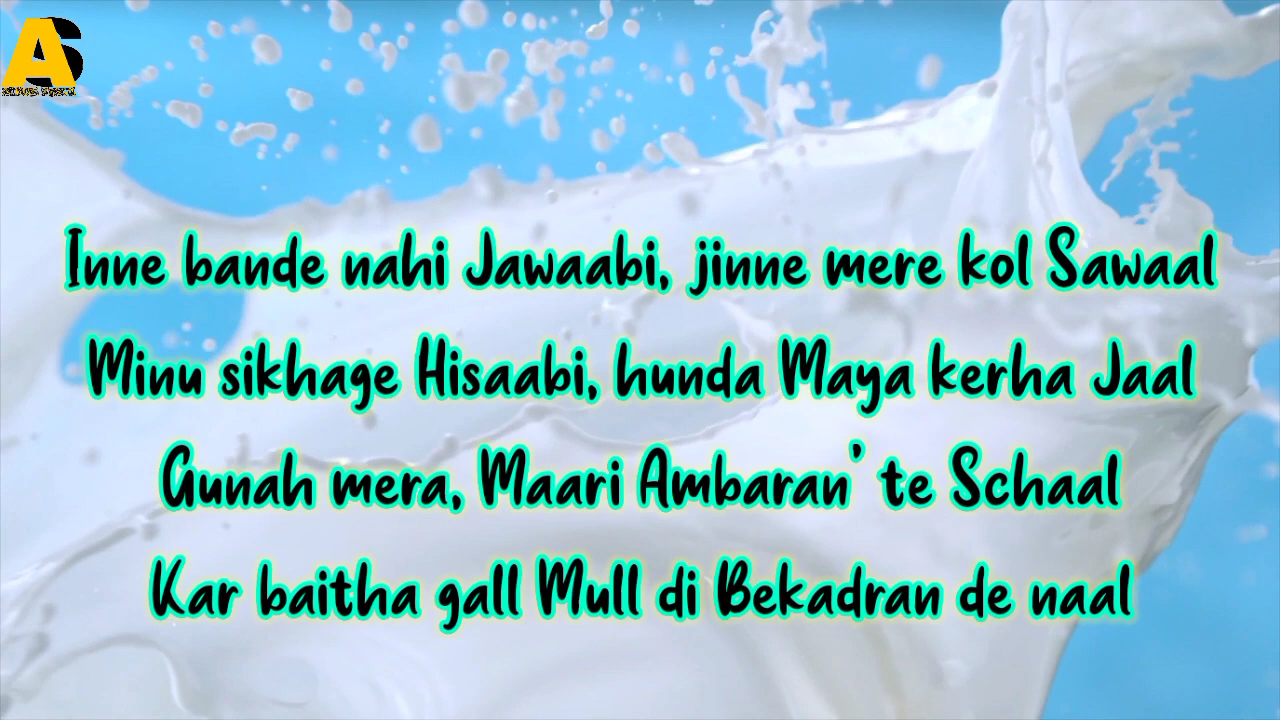 AS
Inne bande nahi Jawaabi, jinne mere kol Sawaal
Minu sikhage Hisaabi, hunda Maya kerha Jaal
Gunah mera, Maari Ambaran' te Schaal
Kar baitha gall Mull di Bekadran de naal